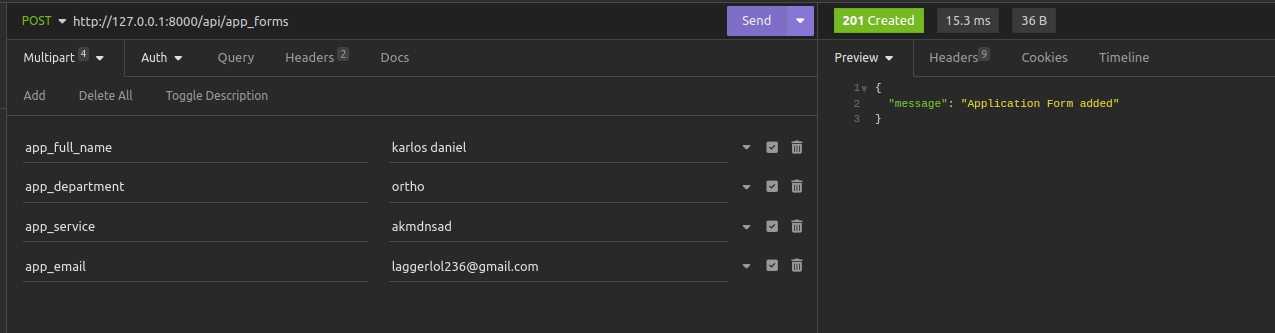 POST http://127.0.0.1:8000/api/app_forms Send 201 Created 15.3 ms 36 B
Multipart 4 Auth Query Headers 2 Docs Preview Headers 9 Cookies Timeline
Add Delete All Toggle Description
1 {
2 "message": "Application Form added"
3 }
app_full_name karlos daniel
app_department ortho
app_service akmdnsad
app_email laggerlol236@gmail.com